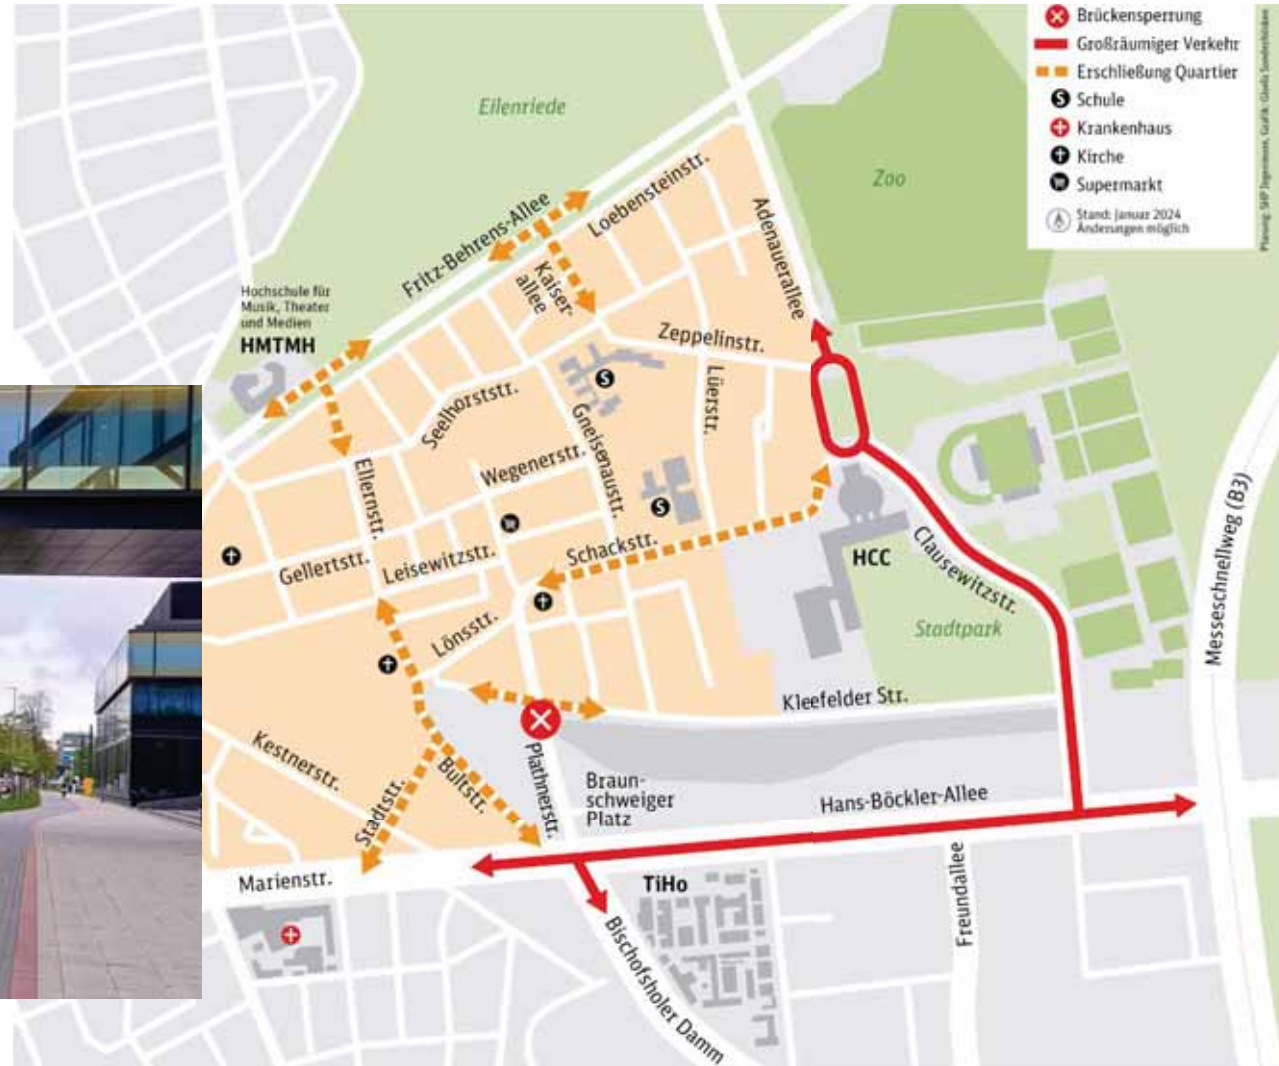 Brückensperrung
Großräumiger Verkehr
Erschließung Quartier
S Schule
Krankenhaus
Kirche
Supermarkt
Stand: Januar 2024
Änderungen möglich
Eilenriede
Zoo
Loebensteinstr.
Fritz-Behrens-Allee
Adenauerallee
Kaiser-
allee
Hochschule für
Musik, Theater
und Medien
HMTMH
Zeppelinstr.
S
Lüerstr.
Seelhorststr.
Gneisenaustr.
Wegenerstr.
Ellernstr.
S
Schackstr.
Leisewitzstr.
Gellertstr.
HCC
Clausewitzstr.
Messeschnellweg (B3)
Lönsstr.
Stadtpark
Kleefelder Str.
Kestnerstr.
Stadtstr.
Bultstr.
Plathnerstr.
Braun-
schweiger
Platz
Hans-Böckler-Allee
Marienstr.
TiHo
Freundallee
Bischofsholer Damm